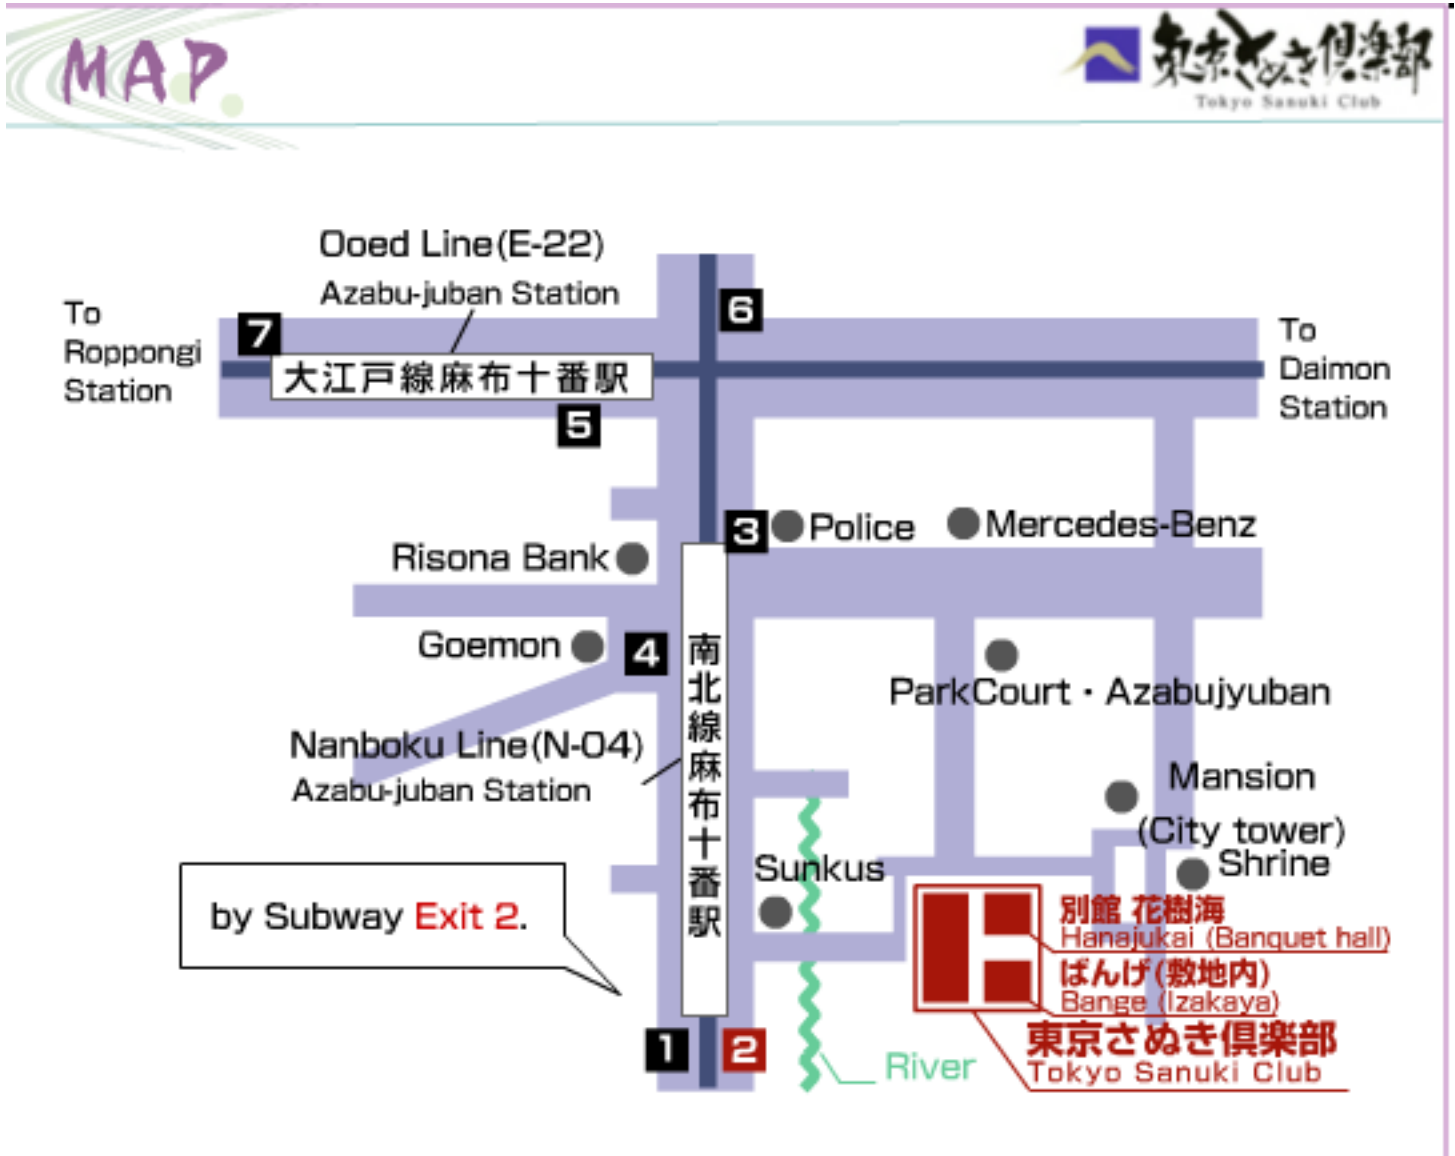 MAP
東京さぬき倶楽部
Tokyo Sanuki Club
Ooed Line(E-22)
Azabu-juban Station
To
Roppongi
Station
7
6
To
Daimon
Station
大江戸線麻布十番駅
5
3
Police
Mercedes-Benz
Risona Bank
Goemon
4
南北線麻布十番駅
ParkCourt・Azabujyuban
Nanboku Line(N-04)
Azabu-juban Station
Mansion
(City tower)
Shrine
Sunkus
by Subway Exit 2.
別館 花樹海
Hanajukai (Banquet hall)
ばんげ(敷地内)
Bange (Izakaya)
東京さぬき倶楽部
Tokyo Sanuki Club
1
2
River